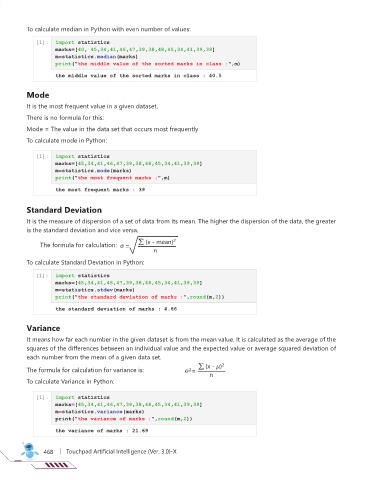 To calculate median in Python with even number of values:
[1]: import statistics
marks=[40, 45,34,41,46,47,39,38,48,45,34,41,39,39]
m=statistics.median(marks)
print("the middle value of the sorted marks in class :",m)
the middle value of the sorted marks in class : 40.5
Mode
It is the most frequent value in a given dataset.
There is no formula for this:
Mode = The value in the data set that occurs most frequently
To calculate mode in Python:
[1]: import statistics
marks=[45,34,41,46,47,39,38,48,45,34,41,39,39]
m=statistics.mode(marks)
print("the most frequent marks :",m)
the most frequent marks : 39
Standard Deviation
It is the measure of dispersion of a set of data from its mean. The higher the dispersion of the data, the greater
is the standard deviation and vice versa.
The formula for calculation: σ = √ ∑ (x - mean)² / n
To calculate Standard Deviation in Python:
[1]: import statistics
marks=[45,34,41,46,47,39,38,48,45,34,41,39,39]
m=statistics.stdev(marks)
print("the standard deviation of marks :",round(m,2))
the standard deviation of marks : 4.66
Variance
It means how far each number in the given dataset is from the mean value. It is calculated as the average of the
squares of the differences between an individual value and the expected value or average squared deviation of
each number from the mean of a given data set.
The formula for calculation for variance is: σ²= ∑ (x - μ)² / n
To calculate Variance in Python:
[1]: import statistics
marks=[45,34,41,46,47,39,38,48,45,34,41,39,39]
m=statistics.variance(marks)
print("the variance of marks :",round(m,2))
the variance of marks : 21.69
468 | Touchpad Artificial Intelligence (Ver. 3.0)-X